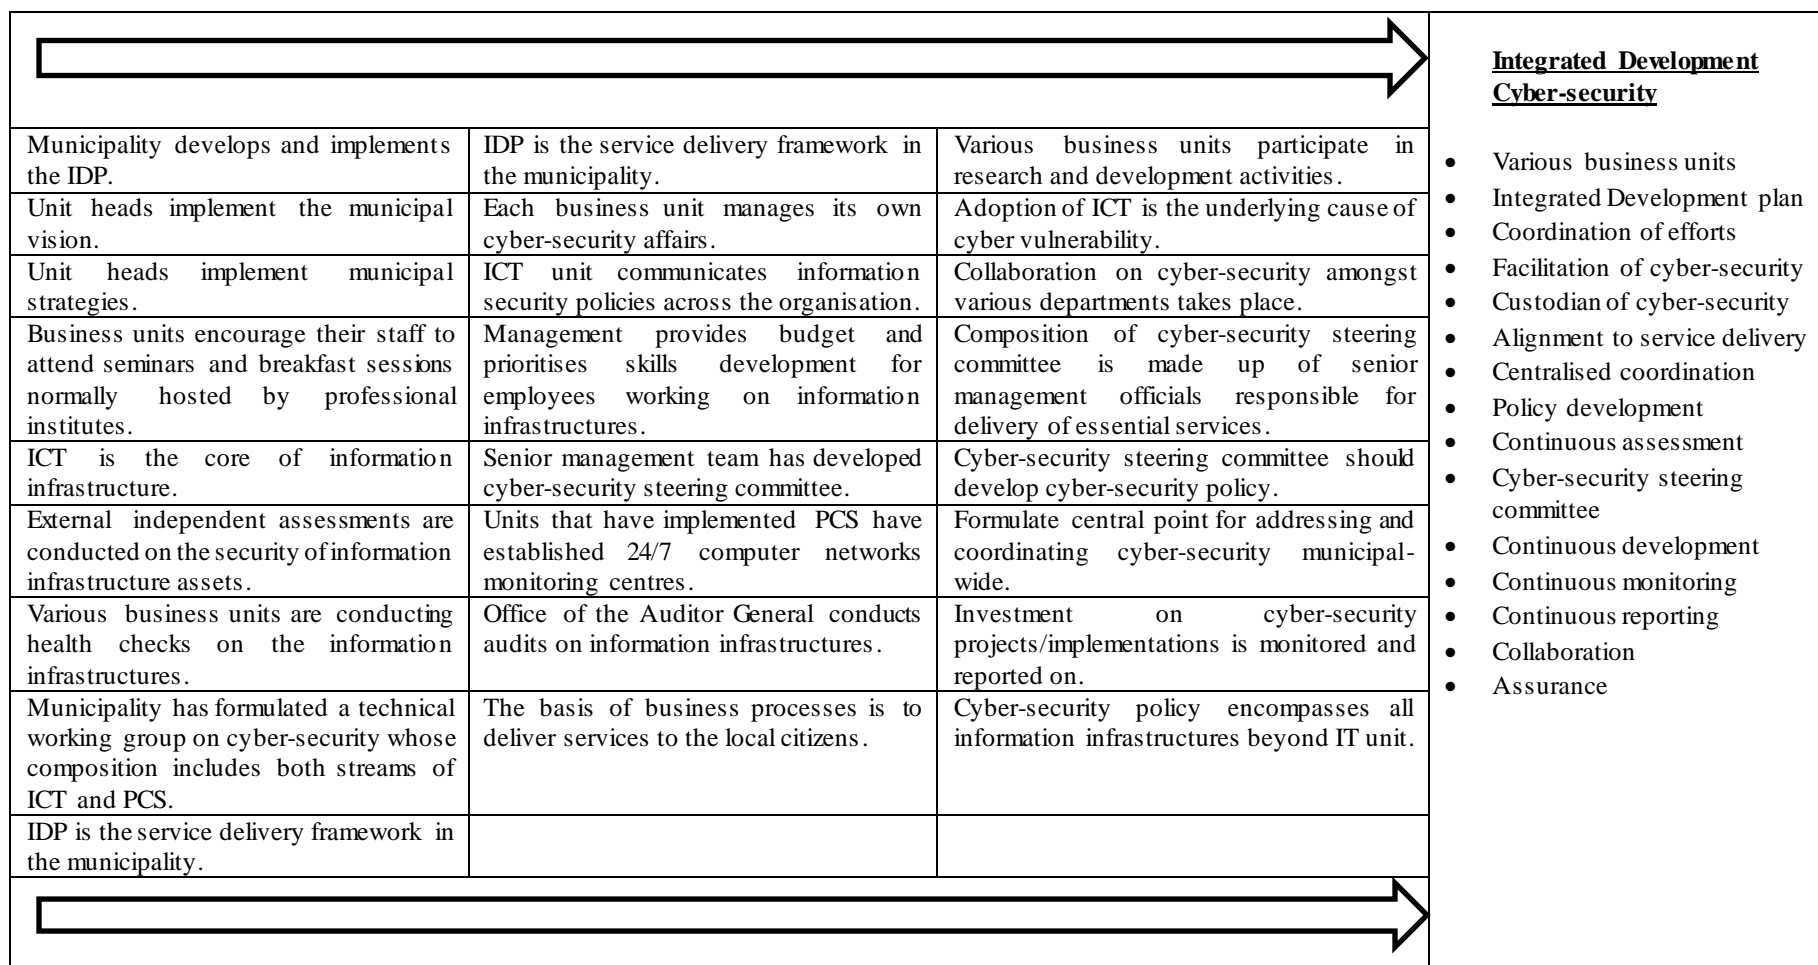 Municipality develops and implements
the IDP.
IDP is the service delivery framework in
the municipality.
Various business units participate in
research and development activities.
Unit heads implement the municipal
vision.
Each business unit manages its own
cyber-security affairs.
Adoption of ICT is the underlying cause of
cyber vulnerability.
Unit heads implement municipal
strategies.
ICT unit communicates information
security policies across the organisation.
Collaboration on cyber-security amongst
various departments takes place.
Business units encourage their staff to
attend seminars and breakfast sessions
normally hosted by professional
institutes.
Management provides budget and
prioritises skills development for
employees working on information
infrastructures.
Composition of cyber-security steering
committee is made up of senior
management officials responsible for
delivery of essential services.
ICT is the core of information
infrastructure.
Senior management team has developed
cyber-security steering committee.
Cyber-security steering committee should
develop cyber-security policy.
External independent assessments are
conducted on the security of information
infrastructure assets.
Units that have implemented PCS have
established 24/7 computer networks
monitoring centres.
Formulate central point for addressing and
coordinating cyber-security municipal-
wide.
Various business units are conducting
health checks on the information
infrastructures.
Office of the Auditor General conducts
audits on information infrastructures.
Investment on cyber-security
projects/implementations is monitored and
reported on.
Municipality has formulated a technical
working group on cyber-security whose
composition includes both streams of
ICT and PCS.
The basis of business processes is to
deliver services to the local citizens.
Cyber-security policy encompasses all
information infrastructures beyond IT unit.
IDP is the service delivery framework in
the municipality.
Integrated Development
Cyber-security
• Various business units
• Integrated Development plan
• Coordination of efforts
• Facilitation of cyber-security
• Custodian of cyber-security
• Alignment to service delivery
• Centralised coordination
• Policy development
• Continuous assessment
• Cyber-security steering
committee
• Continuous development
• Continuous monitoring
• Continuous reporting
• Collaboration
• Assurance